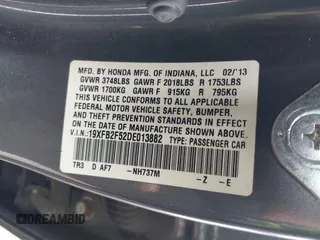 MFD. BY HONDA MFG. OF INDIANA, LLC 02/'13
GVWR 3748LBS GAWR F 2018LBS R 1753LBS
GVWR 1700KG GAWR F 915KG R 795KG
THIS VEHICLE CONFORMS TO ALL APPLICABLE
FEDERAL MOTOR VEHICLE SAFETY, BUMPER,
AND THEFT PREVENTION STANDARDS IN EFFECT
ON THE DATE OF MANUFACTURE SHOWN ABOVE.
V.I.N.: 19XFB2F52DE013882 TYPE: PASSENGER CAR
TR3 D AF7 -NH737M -Z -E
DREAMBID